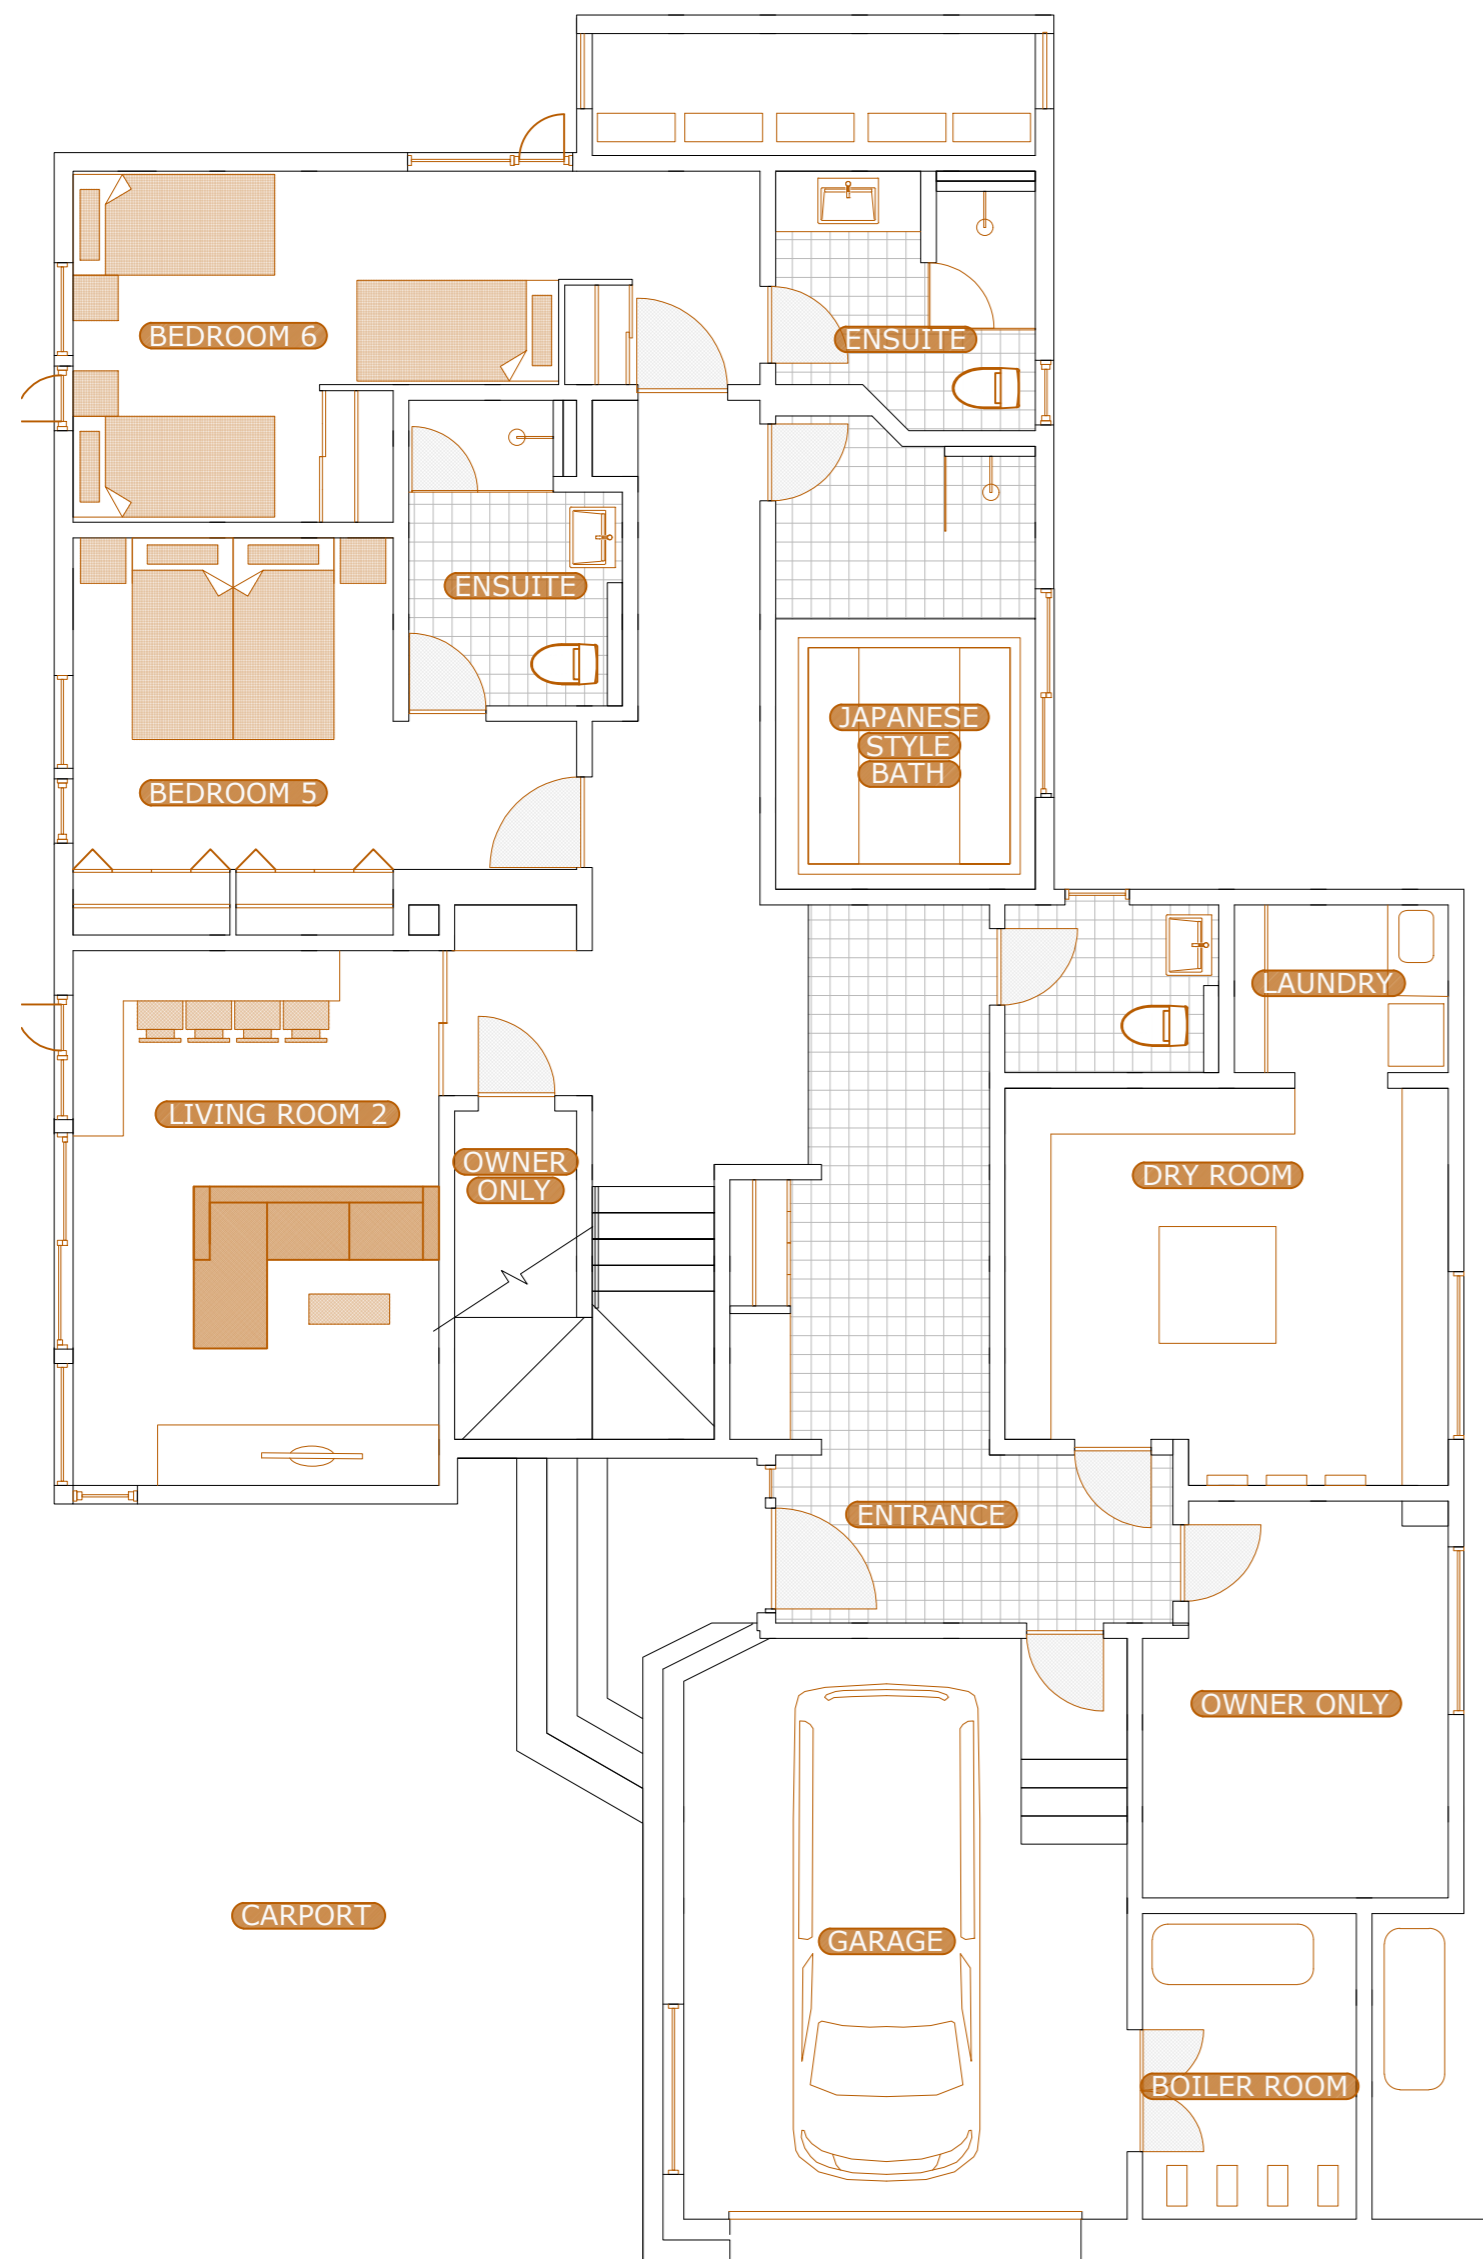 BEDROOM 6
ENSUITE
ENSUITE
JAPANESE
STYLE
BATH
BEDROOM 5
LAUNDRY
LIVING ROOM 2
OWNER
ONLY
DRY ROOM
ENTRANCE
OWNER ONLY
CARPORT
GARAGE
BOILER ROOM